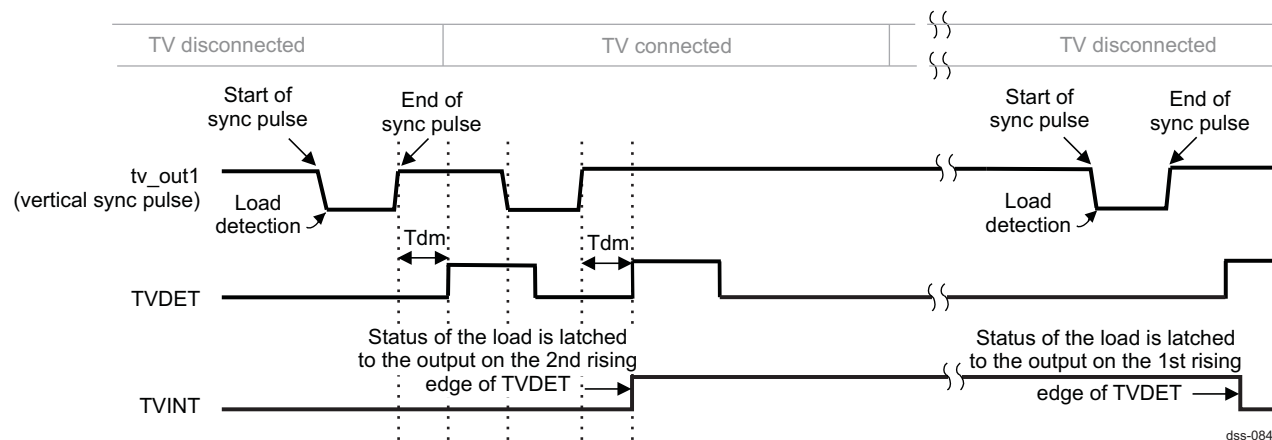 TV disconnected
TV connected
TV disconnected
Start of
sync pulse
End of
sync pulse
Start of
sync pulse
End of
sync pulse
tv_out1
(vertical sync pulse)
Load
detection
Load
detection
Tdm
Tdm
TVDET
Status of the load is latched
to the output on the 2nd rising
edge of TVDET
Status of the load is latched
to the output on the 1st rising
edge of TVDET
TVINT
dss-084